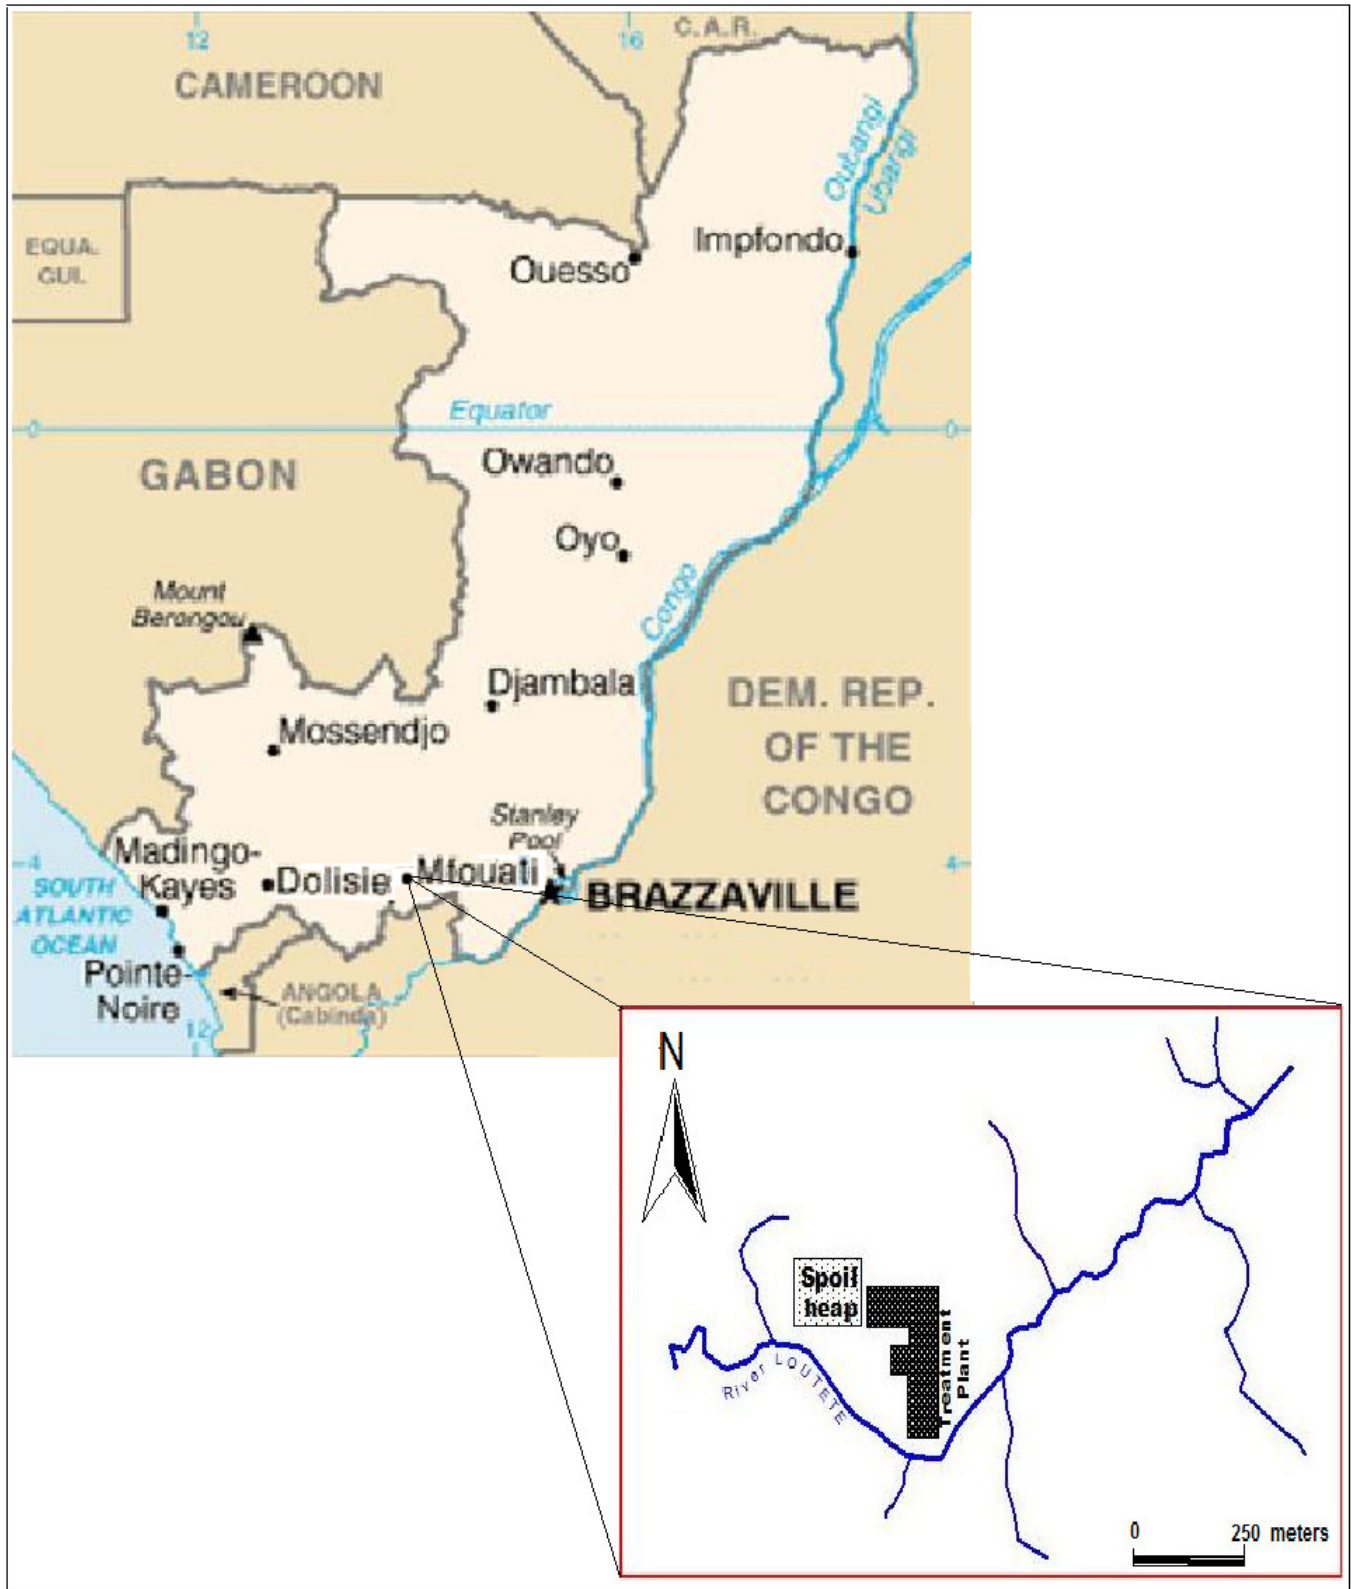 12
16
C.A.R.
CAMEROON
Oubangi
Ubangi
EQUA.
GUI.
Impfondo
Ouesso
Equator
0
0
Owando
GABON
Oyo
Mount
Berongou
Congo
Djambala
DEM. REP.
OF THE
CONGO
Mossendjo
Stanley
Pool
Madingo-
Kayes
4
4
Dolisie
Mfouati
BRAZZAVILLE
SOUTH
ATLANTIC
OCEAN
Pointe-
Noire
ANGOLA
(Cabinda)
12
N
Spoil
heap
Treatment
Plant
River LOUTETE
0
250 meters